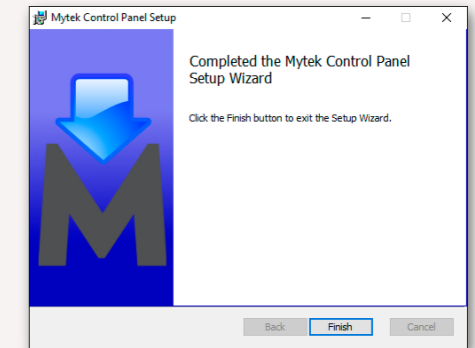 Mytek Control Panel Setup
Completed the Mytek Control Panel
Setup Wizard
Click the Finish button to exit the Setup Wizard.
Back Finish Cancel